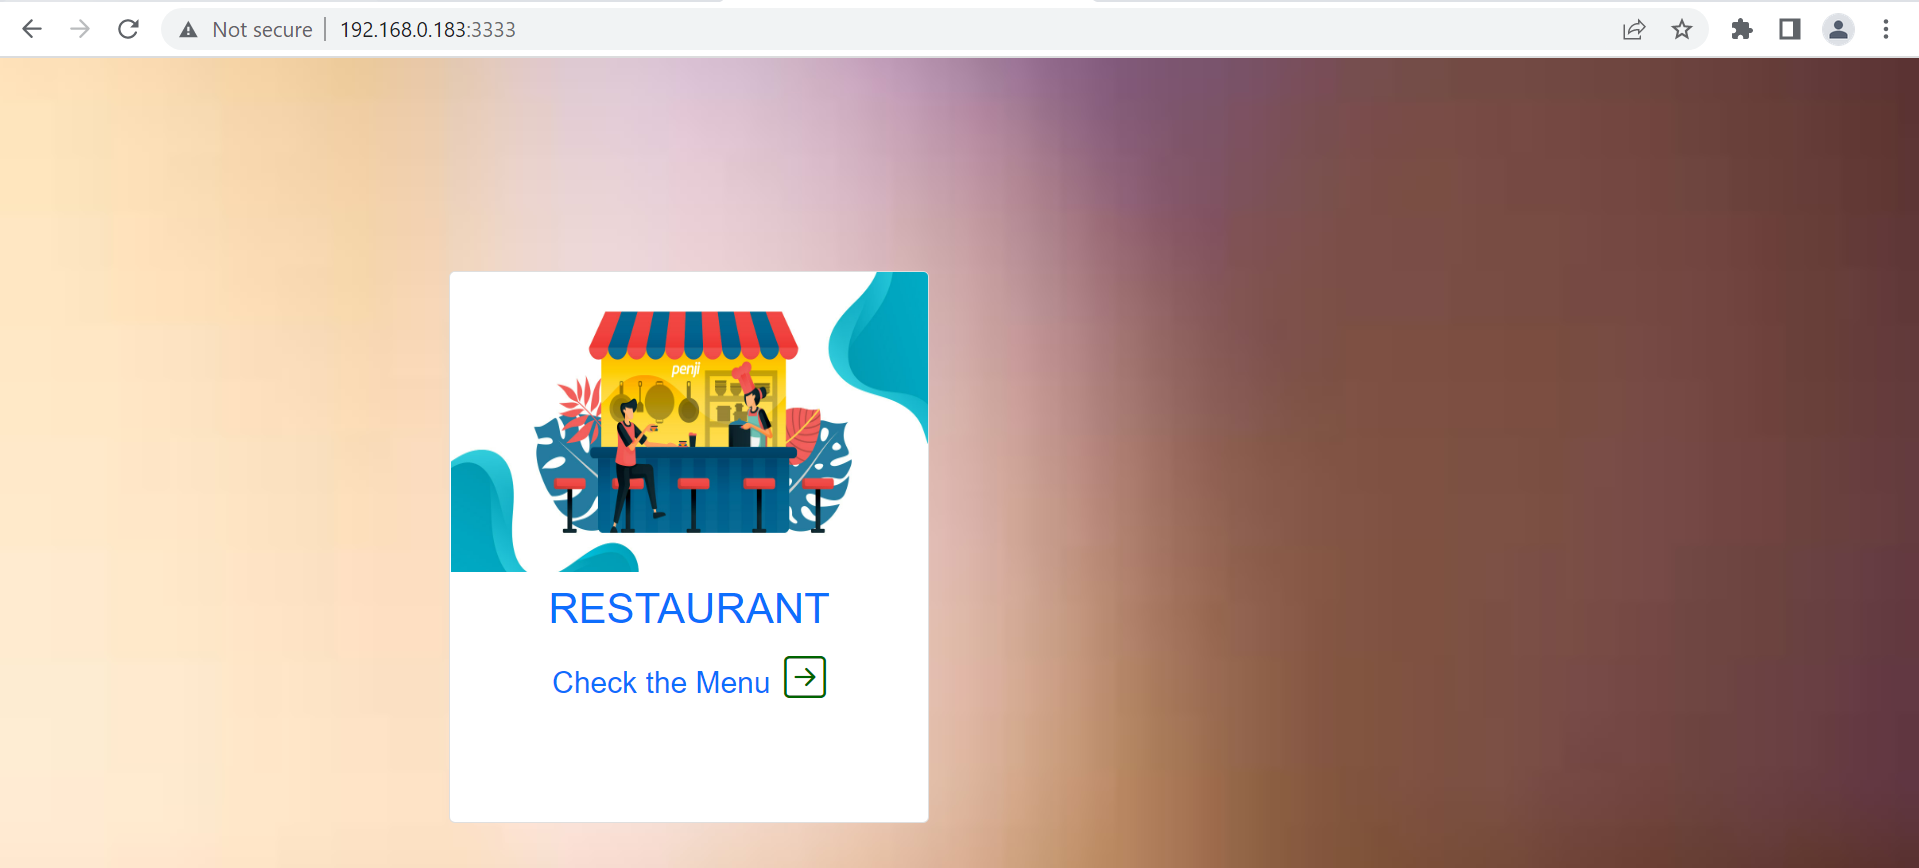 Not secure
192.168.0.183:3333
penji
RESTAURANT
Check the Menu